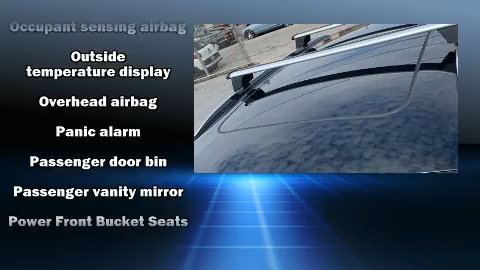 Occupant sensing airbag
Outside
temperature display
Overhead airbag
Panic alarm
Passenger door bin
Passenger vanity mirror
Power Front Bucket Seats